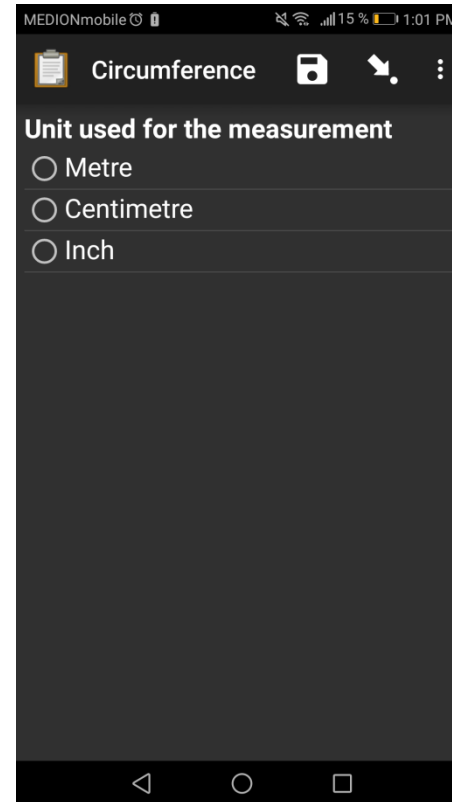 MEDIONmobile 15 % 1:01 PM
Circumference
Unit used for the measurement
Metre
Centimetre
Inch